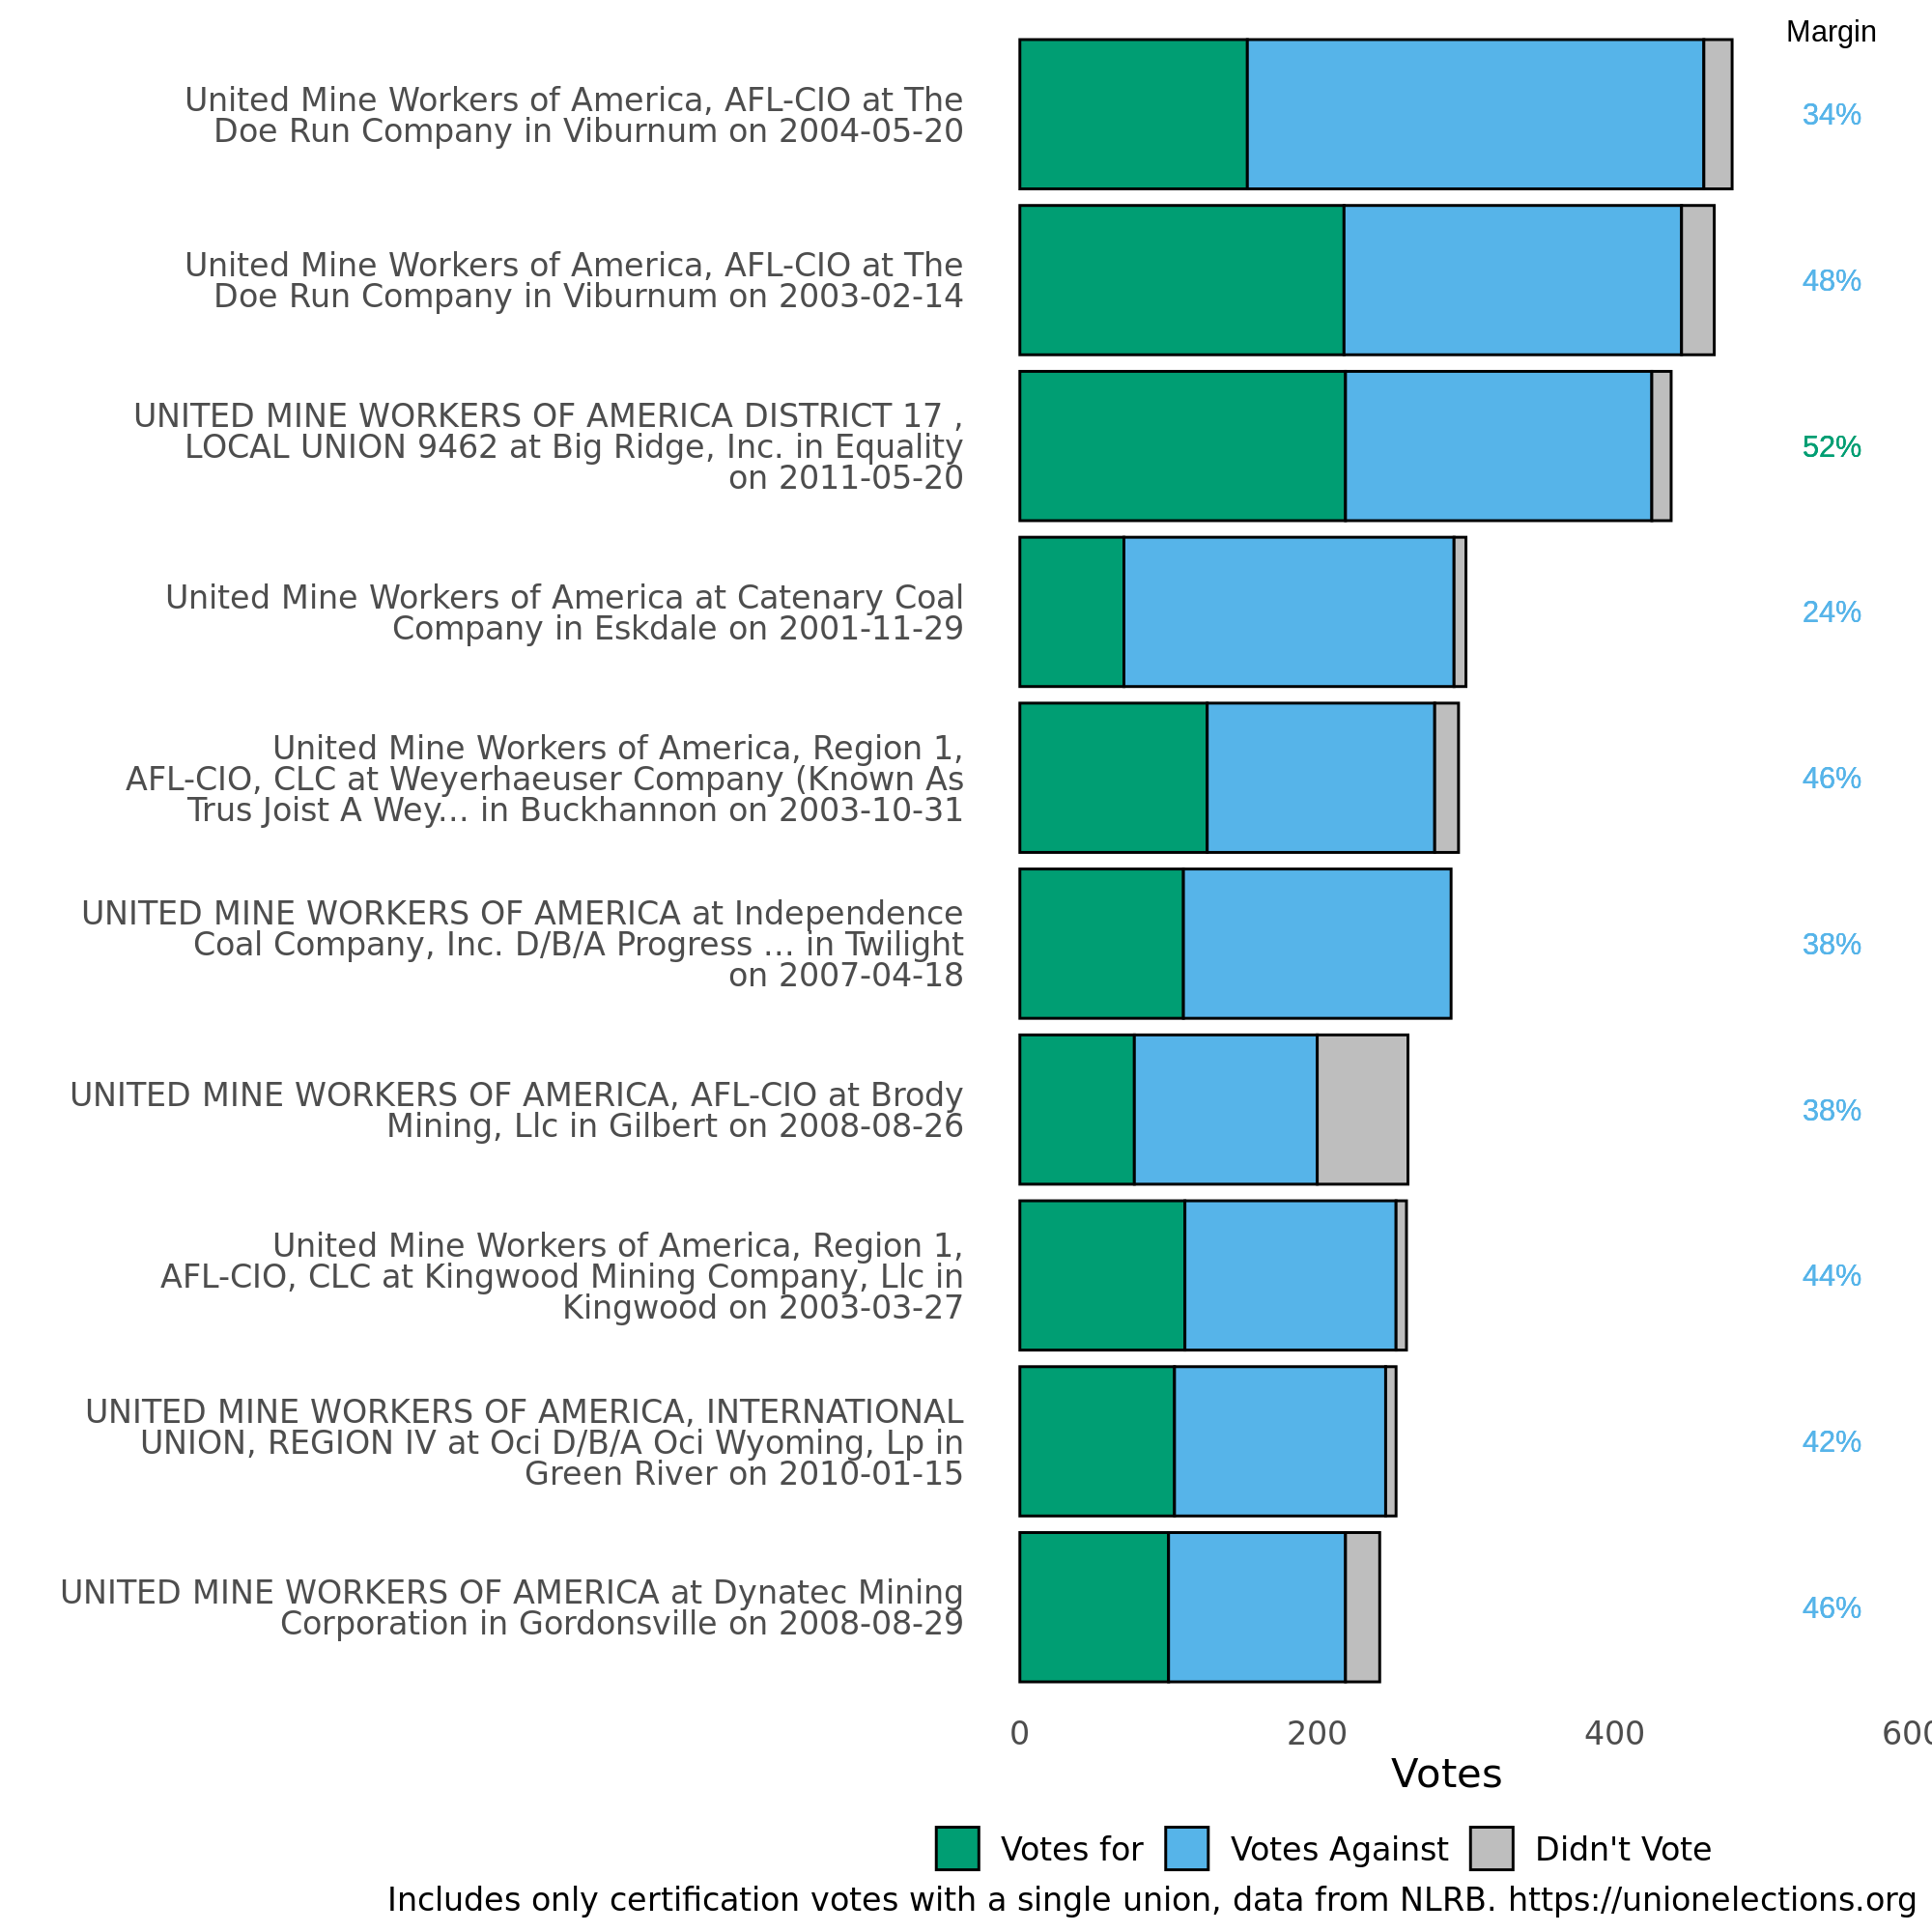 Margin
United Mine Workers of America, AFL-CIO at The
Doe Run Company in Viburnum on 2004-05-20
34%
United Mine Workers of America, AFL-CIO at The
Doe Run Company in Viburnum on 2003-02-14
48%
UNITED MINE WORKERS OF AMERICA DISTRICT 17 ,
LOCAL UNION 9462 at Big Ridge, Inc. in Equality
on 2011-05-20
52%
United Mine Workers of America at Catenary Coal
Company in Eskdale on 2001-11-29
24%
United Mine Workers of America, Region 1,
AFL-CIO, CLC at Weyerhaeuser Company (Known As
Trus Joist A Wey... in Buckhannon on 2003-10-31
46%
UNITED MINE WORKERS OF AMERICA at Independence
Coal Company, Inc. D/B/A Progress ... in Twilight
on 2007-04-18
38%
UNITED MINE WORKERS OF AMERICA, AFL-CIO at Brody
Mining, Llc in Gilbert on 2008-08-26
38%
United Mine Workers of America, Region 1,
AFL-CIO, CLC at Kingwood Mining Company, Llc in
Kingwood on 2003-03-27
44%
UNITED MINE WORKERS OF AMERICA, INTERNATIONAL
UNION, REGION IV at Oci D/B/A Oci Wyoming, Lp in
Green River on 2010-01-15
42%
UNITED MINE WORKERS OF AMERICA at Dynatec Mining
Corporation in Gordonsville on 2008-08-29
46%
0 200 400 600
Votes
Votes for Votes Against Didn't Vote
Includes only certification votes with a single union, data from NLRB. https://unionelections.org